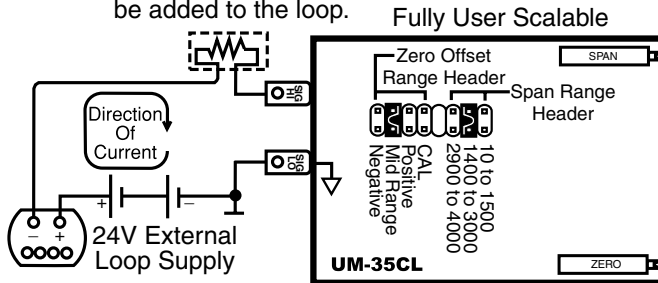 be added to the loop.
Fully User Scalable
Zero Offset
Range Header
SPAN
Span Range
Header
SIG
HI
Direction
Of
Current
SIG
LO
Negative
Mid Range
Positive
CAL
2900 to 4000
1400 to 3000
10 to 1500
+
–
– +
24V External
Loop Supply
UM-35CL
ZERO